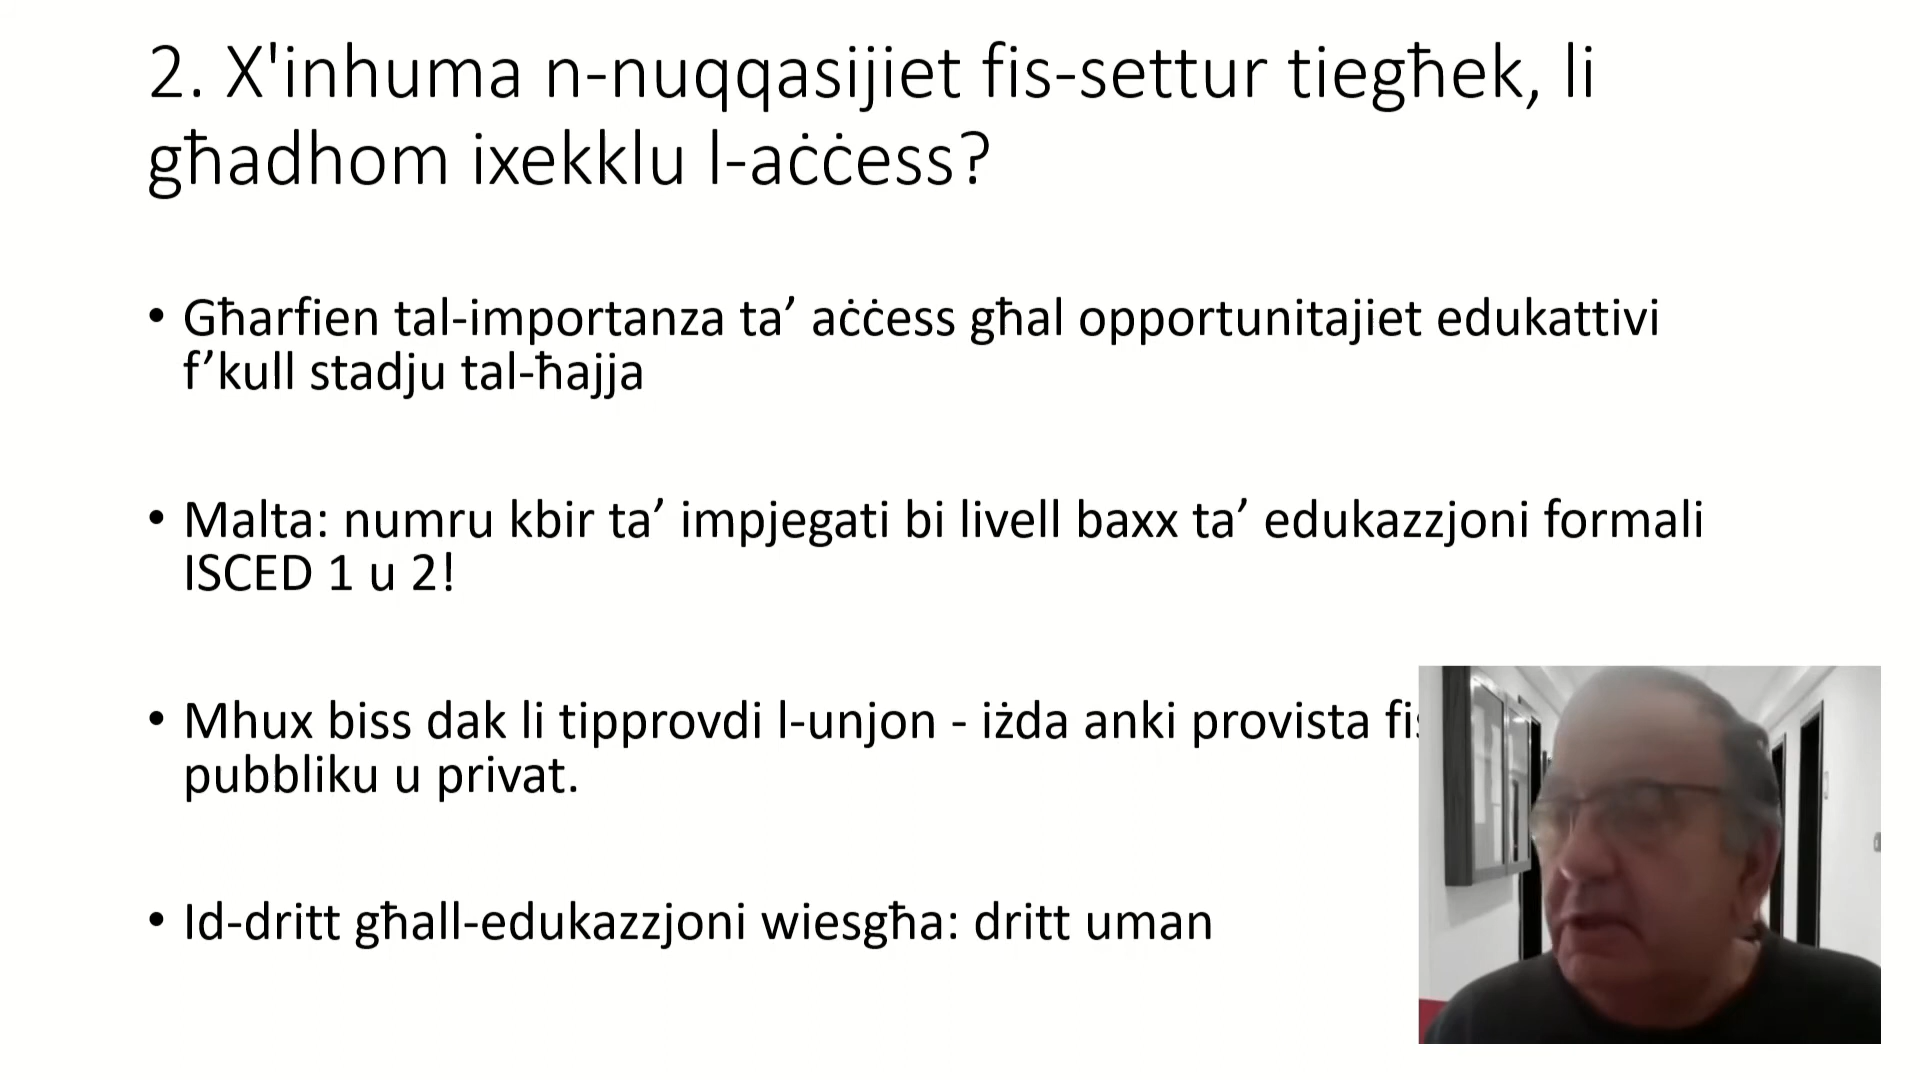 2. X'inhuma n-nuqqasijiet fis-settur tiegħek, li
għadhom ixekklu l-aċċess?
• Għarfien tal-importanza ta’ aċċess għal opportunitajiet edukattivi
f’kull stadju tal-ħajja
• Malta: numru kbir ta’ impjegati bi livell baxx ta’ edukazzjoni formali
ISCED 1 u 2!
• Mhux biss dak li tipprovdi l-unjon - iżda anki provista
pubbliku u privat.
• Id-dritt għall-edukazzjoni wiesgħa: dritt uman